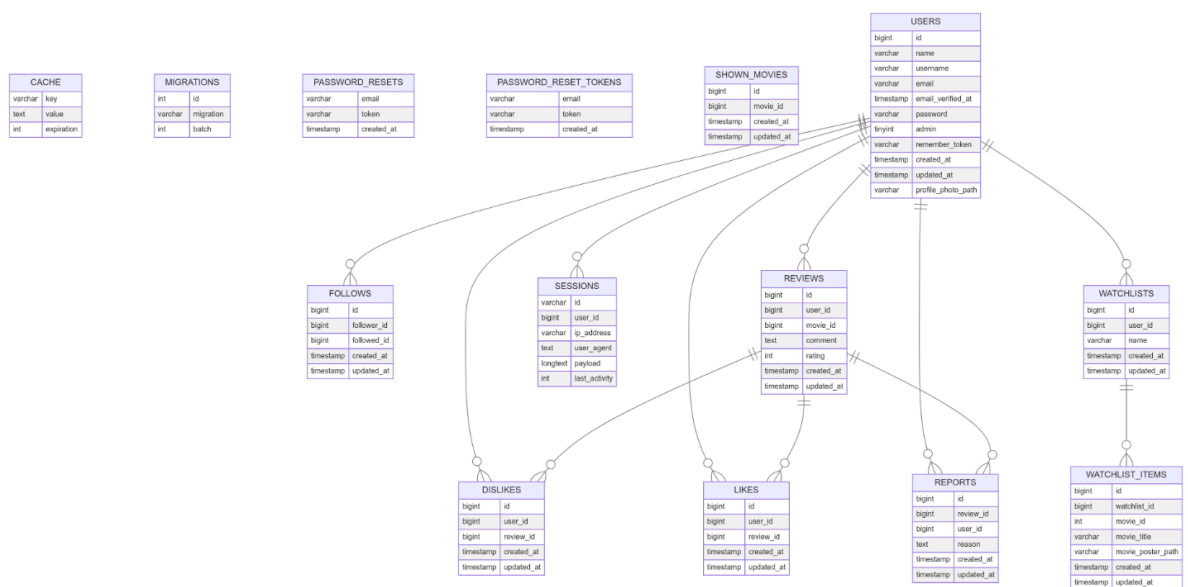 USERS
bigint id
varchar name
varchar username
varchar email
timestamp email_verified_at
varchar password
tinyint admin
varchar remember_token
timestamp created_at
timestamp updated_at
varchar profile_photo_path
CACHE
varchar key
text value
int expiration
MIGRATIONS
int id
varchar migration
int batch
PASSWORD_RESETS
varchar email
varchar token
timestamp created_at
PASSWORD_RESET_TOKENS
varchar email
varchar token
timestamp created_at
SHOWN_MOVIES
bigint id
bigint movie_id
timestamp created_at
timestamp updated_at
FOLLOWS
bigint id
bigint follower_id
bigint followed_id
timestamp created_at
timestamp updated_at
SESSIONS
varchar id
bigint user_id
varchar ip_address
text user_agent
longtext payload
int last_activity
REVIEWS
bigint id
bigint user_id
bigint movie_id
text comment
int rating
timestamp created_at
timestamp updated_at
WATCHLISTS
bigint id
bigint user_id
varchar name
timestamp created_at
timestamp updated_at
DISLIKES
bigint id
bigint user_id
bigint review_id
timestamp created_at
timestamp updated_at
LIKES
bigint id
bigint user_id
bigint review_id
timestamp created_at
timestamp updated_at
REPORTS
bigint id
bigint review_id
bigint user_id
text reason
timestamp created_at
timestamp updated_at
WATCHLIST_ITEMS
bigint id
bigint watchlist_id
int movie_id
varchar movie_title
varchar movie_poster_path
timestamp created_at
timestamp updated_at